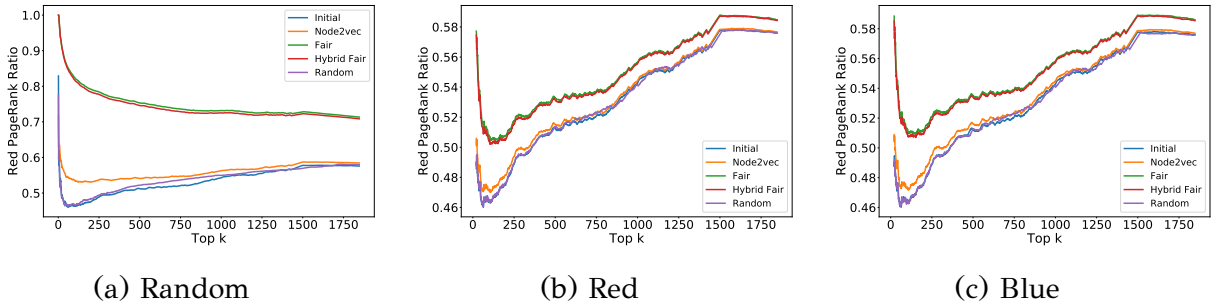 Red PageRank Ratio
1.0
0.9
0.8
0.7
0.6
0.5
Initial
Node2vec
Fair
Hybrid Fair
Random
0 250 500 750 1000 1250 1500 1750
Top k
(a) Random
Red PageRank Ratio
0.58
0.56
0.54
0.52
0.50
0.48
0.46
Initial
Node2vec
Fair
Hybrid Fair
Random
0 250 500 750 1000 1250 1500 1750
Top k
(b) Red
Red PageRank Ratio
0.58
0.56
0.54
0.52
0.50
0.48
0.46
Initial
Node2vec
Fair
Hybrid Fair
Random
0 250 500 750 1000 1250 1500 1750
Top k
(c) Blue